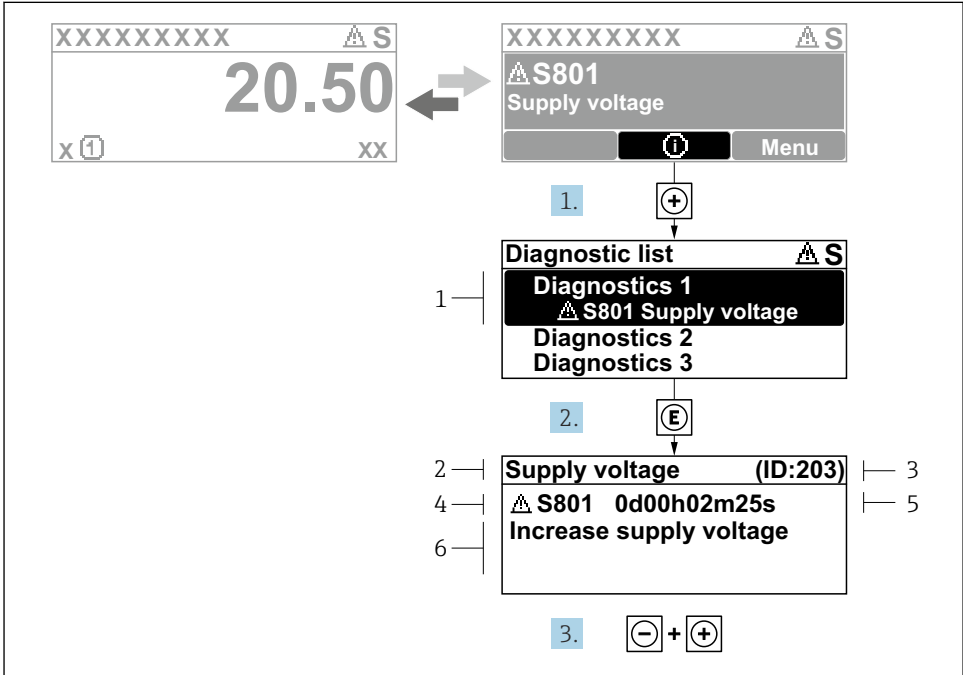 XXXXXXXXX ⚠ S
20.50
x 1 XX
XXXXXXXXX ⚠ S
⚠ S801
Supply voltage
i Menu
1. +
Diagnostic list ⚠ S
1 Diagnostics 1
⚠ S801 Supply voltage
Diagnostics 2
Diagnostics 3
2. E
2 Supply voltage (ID:203) 3
4 ⚠ S801 0d00h02m25s 5
6 Increase supply voltage
3. - + +